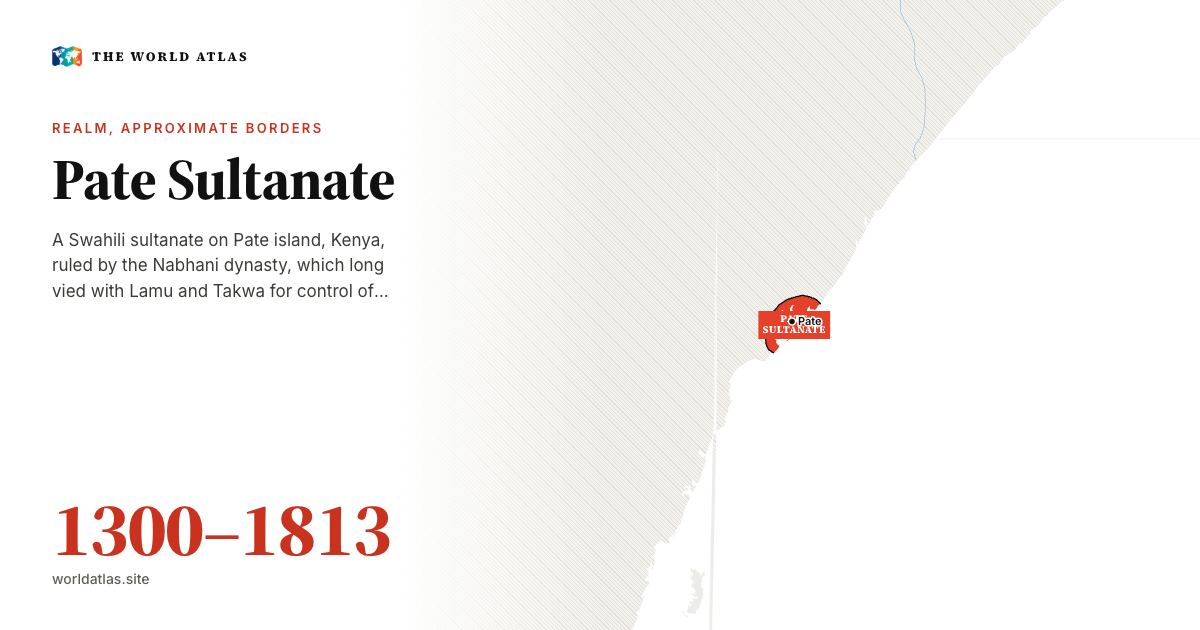 THE WORLD ATLAS
REALM, APPROXIMATE BORDERS
Pate Sultanate
A Swahili sultanate on Pate island, Kenya,
ruled by the Nabhani dynasty, which long
vied with Lamu and Takwa for control of...
Pate
SULTANATE
1300–1813
worldatlas.site